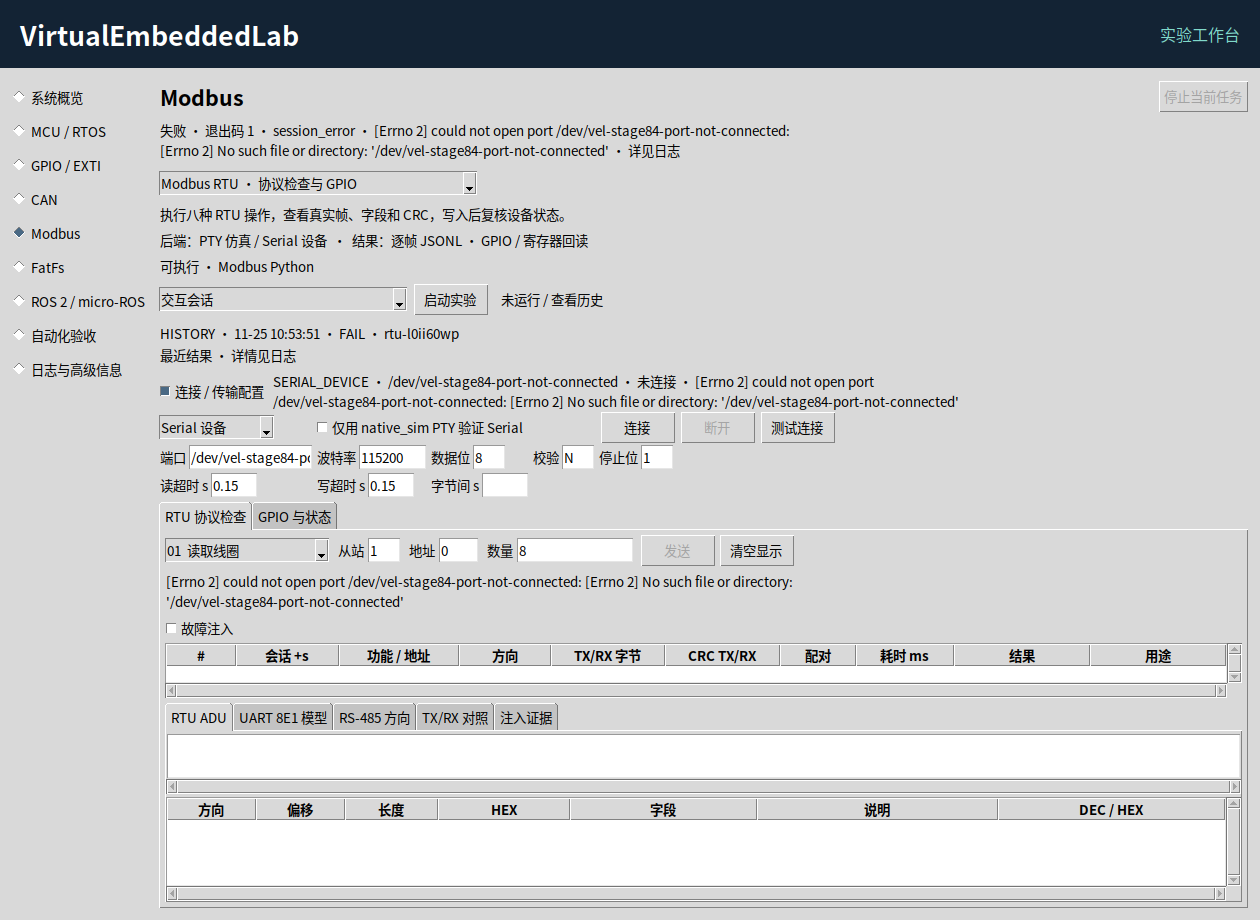 VirtualEmbeddedLab
实验工作台
系统概览
MCU / RTOS
GPIO / EXTI
CAN
Modbus
FatFs
ROS 2 / micro-ROS
自动化验收
日志与高级信息
Modbus
停止当前任务
失败 · 退出码 1 · session_error · [Errno 2] could not open port /dev/vel-stage84-port-not-connected:
[Errno 2] No such file or directory: '/dev/vel-stage84-port-not-connected' · 详见日志
Modbus RTU · 协议检查与 GPIO
执行八种 RTU 操作，查看真实帧、字段和 CRC，写入后复核设备状态。
后端：PTY 仿真 / Serial 设备 · 结果：逐帧 JSONL · GPIO / 寄存器回读
可执行 · Modbus Python
交互会话 启动实验 未运行 / 查看历史
HISTORY · 11-25 10:53:51 · FAIL · rtu-l0ii60wp
最近结果 · 详情见日志
连接 / 传输配置
SERIAL_DEVICE · /dev/vel-stage84-port-not-connected · 未连接 · [Errno 2] could not open port
/dev/vel-stage84-port-not-connected: [Errno 2] No such file or directory: '/dev/vel-stage84-port-not-connected'
Serial 设备 仅用 native_sim PTY 验证 Serial 连接 断开 测试连接
端口 /dev/vel-stage84-po 波特率 115200 数据位 8 校验 N 停止位 1
读超时 s 0.15 写超时 s 0.15 字节间 s
RTU 协议检查 GPIO 与状态
01 读取线圈 从站 1 地址 0 数量 8 发送 清空显示
[Errno 2] could not open port /dev/vel-stage84-port-not-connected: [Errno 2] No such file or directory:
'/dev/vel-stage84-port-not-connected'
故障注入
# 会话 +s 功能 / 地址 方向 TX/RX 字节 CRC TX/RX 配对 耗时 ms 结果 用途
RTU ADU UART 8E1 模型 RS-485 方向 TX/RX 对照 注入证据
方向 偏移 长度 HEX 字段 说明 DEC / HEX